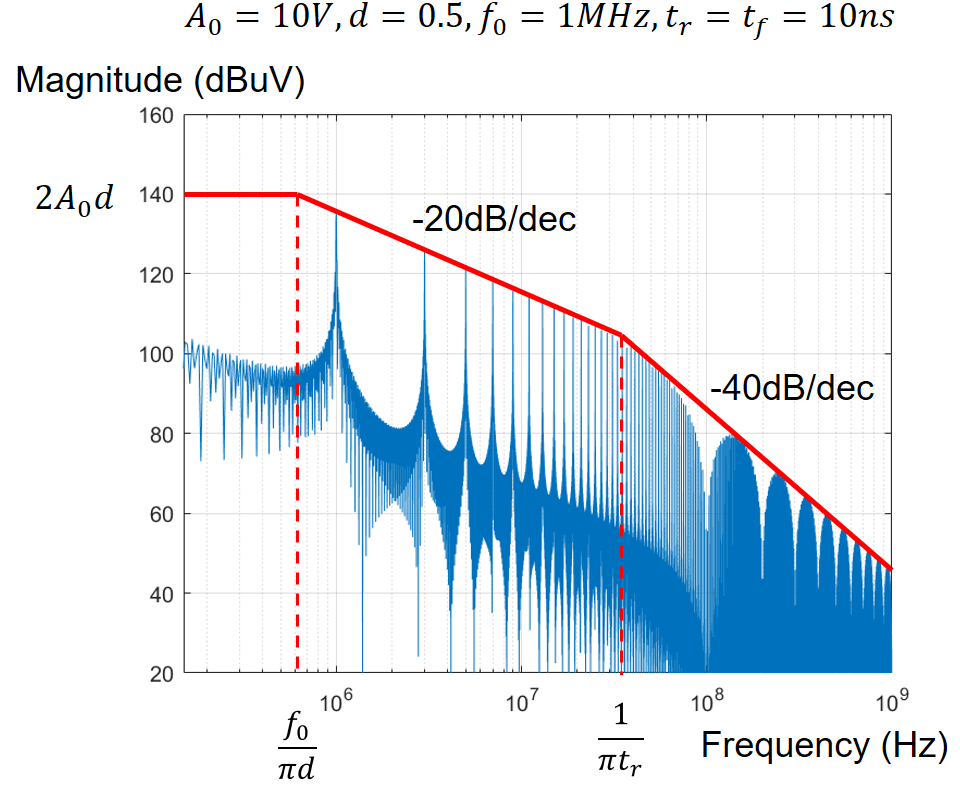 A₀ = 10V, d = 0.5, f₀ = 1MHz, tᵣ = t_f = 10ns
Magnitude (dBuV)
160
140
2A₀d
-20dB/dec
120
100
-40dB/dec
80
60
40
20
10⁶ 10⁷ 10⁸ 10⁹
f₀/πd
1/πtᵣ
Frequency (Hz)